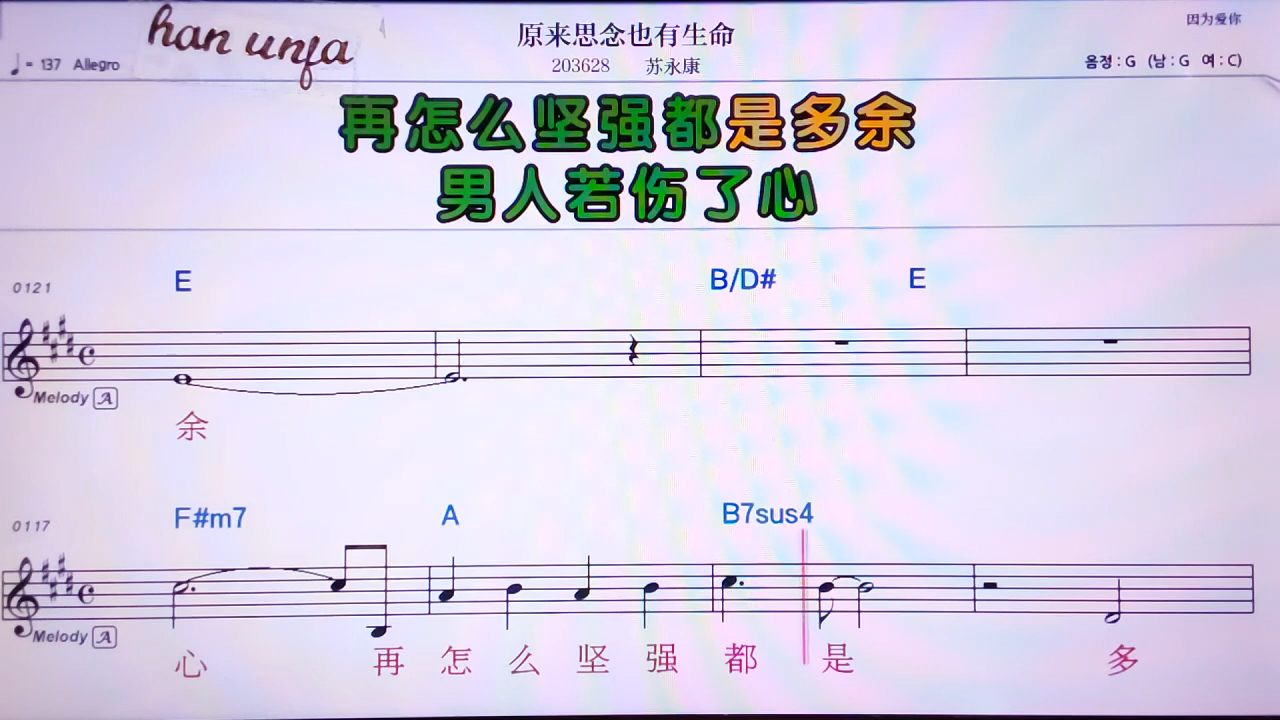 han unfa
原来思念也有生命
因为爱你
♩= 137 Allegro
203628 苏永康
음정 : G (남 : G 여 : C)
再怎么坚强都是多余
男人若伤了心
E B/D# E
0121
Melody A
余
F#m7 A B7sus4
0117
Melody A
心 再 怎 么 坚 强 都 是 多